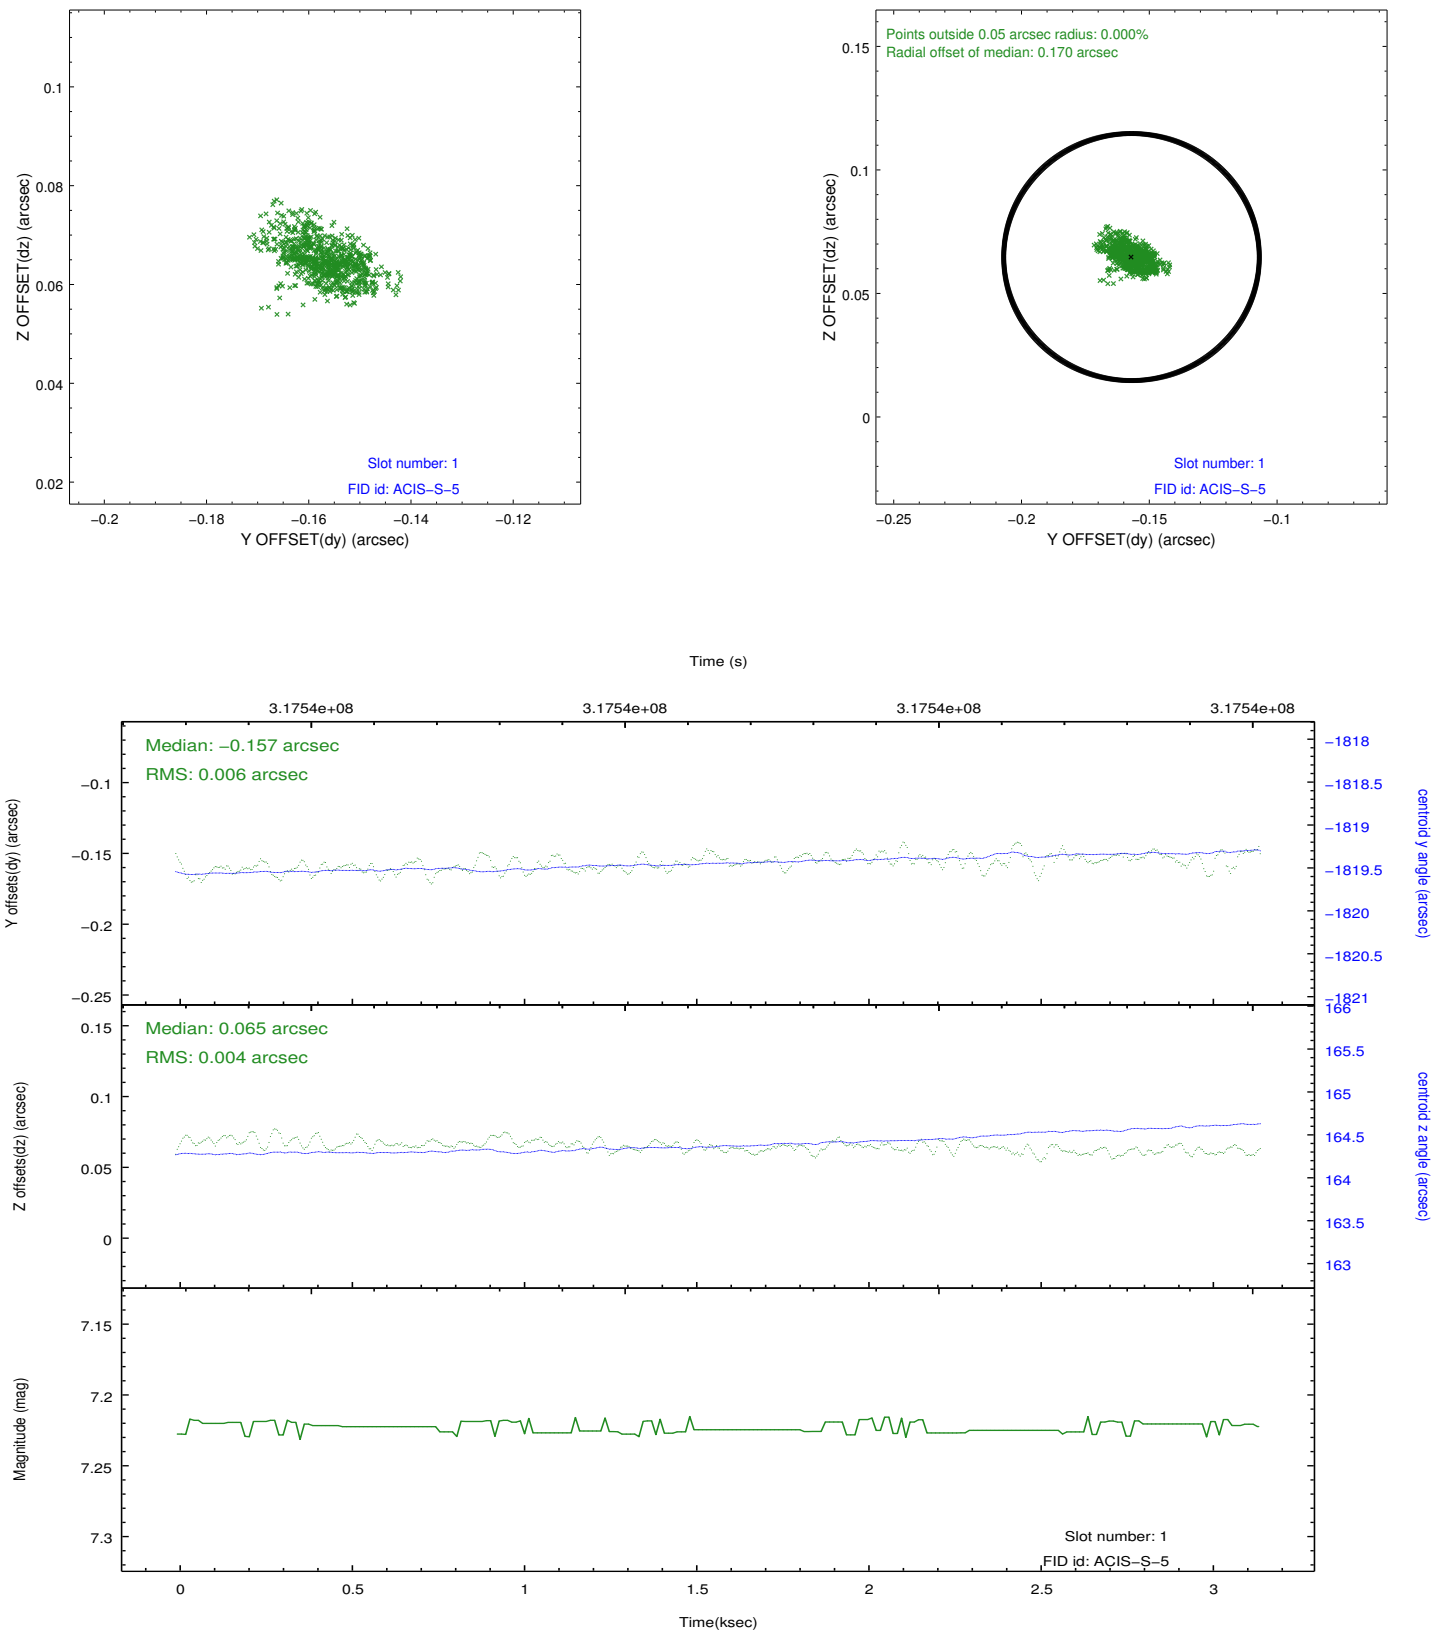 Z OFFSET(dz) (arcsec)
0.1
0.08
0.06
0.04
0.02
Slot number: 1
FID id: ACIS−S−5
−0.2
−0.18
−0.16
−0.14
−0.12
Y OFFSET(dy) (arcsec)
Points outside 0.05 arcsec radius: 0.000%
Radial offset of median: 0.170 arcsec
Z OFFSET(dz) (arcsec)
0.15
0.1
0.05
0
Slot number: 1
FID id: ACIS−S−5
−0.25
−0.2
−0.15
−0.1
Y OFFSET(dy) (arcsec)
Time (s)
3.1754e+08
3.1754e+08
3.1754e+08
3.1754e+08
Median: −0.157 arcsec
RMS: 0.006 arcsec
Y offsets(dy) (arcsec)
−0.1
−0.15
−0.2
−0.25
−1818
−1818.5
−1819
−1819.5
−1820
−1820.5
−1821
centroid y angle (arcsec)
Median: 0.065 arcsec
RMS: 0.004 arcsec
Z offsets(dz) (arcsec)
0.15
0.1
0.05
0
166
165.5
165
164.5
164
163.5
163
centroid z angle (arcsec)
Magnitude (mag)
7.15
7.2
7.25
7.3
Slot number: 1
FID id: ACIS−S−5
0
0.5
1
1.5
2
2.5
3
Time(ksec)